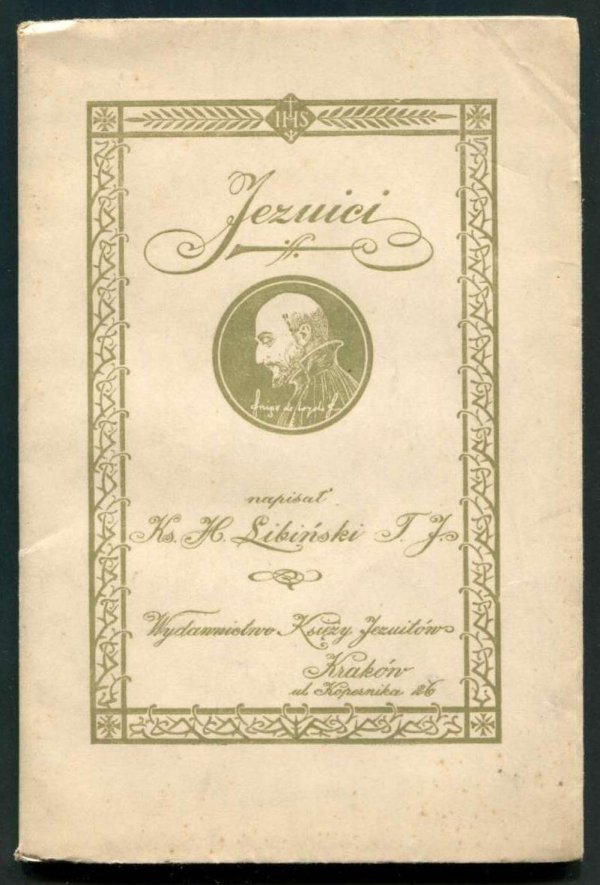 IHS
Jezuici
napisał
Ks. H. Libiński T. J.
Wydawnictwo Księży Jezuitów
Kraków
ul. Kopernika 26